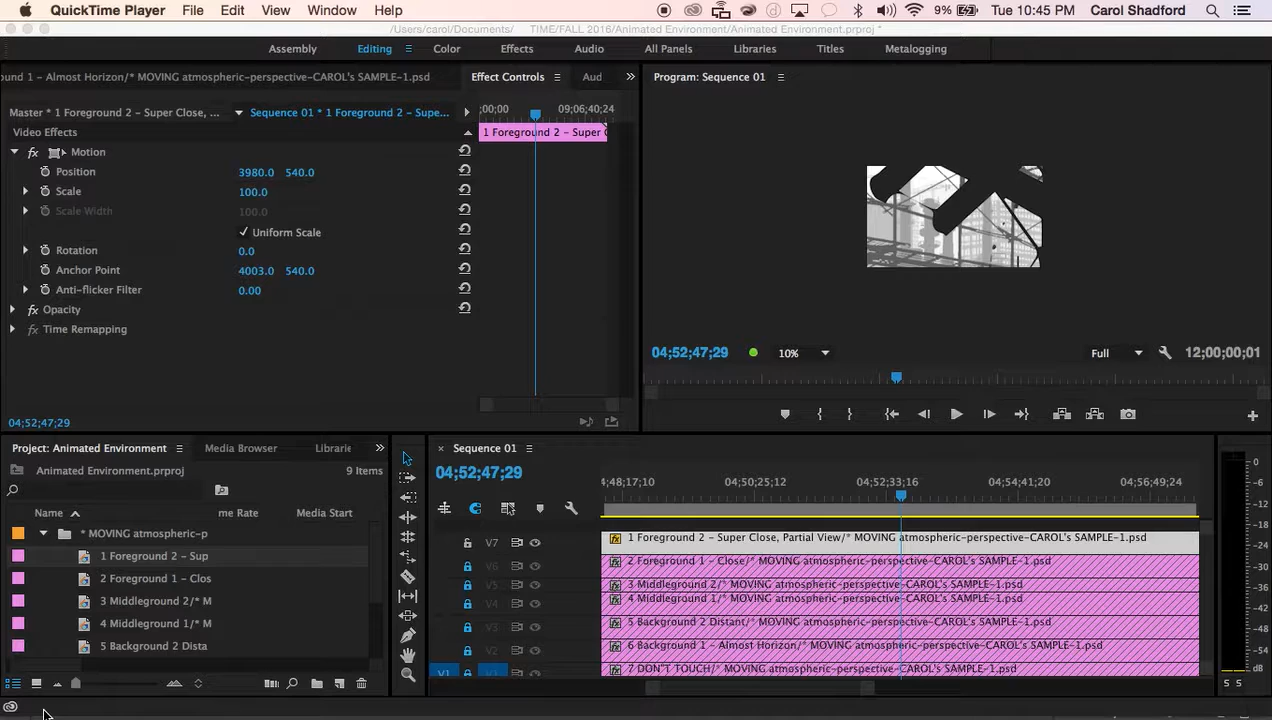 QuickTime Player File Edit View Window Help 9% Tue 10:45 PM Carol Shadford
/Users/carol/Documents/ TIME/FALL 2016/Animated Environment/Animated Environment.prproj *
Assembly Editing Effects Color Audio All Panels Libraries Titles Metalogging
ound 1 - Almost Horizon/* MOVING atmospheric-perspective-CAROL's SAMPLE-1.psd Effect Controls Aud Program: Sequence 01
Master * 1 Foreground 2 - Super Close, ... Sequence 01 * 1 Foreground 2 - Supe... ;00;00 09;06;40;24
Video Effects 1 Foreground 2 - Super C
Motion
Position 3980.0 540.0
Scale 100.0
Scale Width 100.0
Uniform Scale
Rotation 0.0
Anchor Point 4003.0 540.0
Anti-flicker Filter 0.00
fx Opacity
fx Time Remapping
04;52;47;29 10% Full 12;00;00;01
04;52;47;29
Project: Animated Environment Media Browser Librarie Sequence 01
Animated Environment.prproj 9 Items 04;52;47;29
;48;17;10 04;50;25;12 04;52;33;16 04;54;41;20 04;56;49;24
Name me Rate Media Start
* MOVING atmospheric-p
1 Foreground 2 - Sup
2 Foreground 1 - Clos
3 Middleground 2/* M
4 Middleground 1/* M
5 Background 2 Dista
V7 1 Foreground 2 - Super Close, Partial View/* MOVING atmospheric-perspective-CAROL's SAMPLE-1.psd
V6 2 Foreground 1 - Close/* MOVING atmospheric-perspective-CAROL's SAMPLE-1.psd
V5 3 Middleground 2/* MOVING atmospheric-perspective-CAROL's SAMPLE-1.psd
V4 4 Middleground 1/* MOVING atmospheric-perspective-CAROL's SAMPLE-1.psd
V3 5 Background 2 Distant/* MOVING atmospheric-perspective-CAROL's SAMPLE-1.psd
V2 6 Background 1 - Almost Horizon/* MOVING atmospheric-perspective-CAROL's SAMPLE-1.psd
V1 7 DON"T TOUCH/* MOVING atmospheric-perspective-CAROL's SAMPLE-1.psd
0
-6
-12
-18
-24
-30
-36
-42
-48
-54
dB
S S